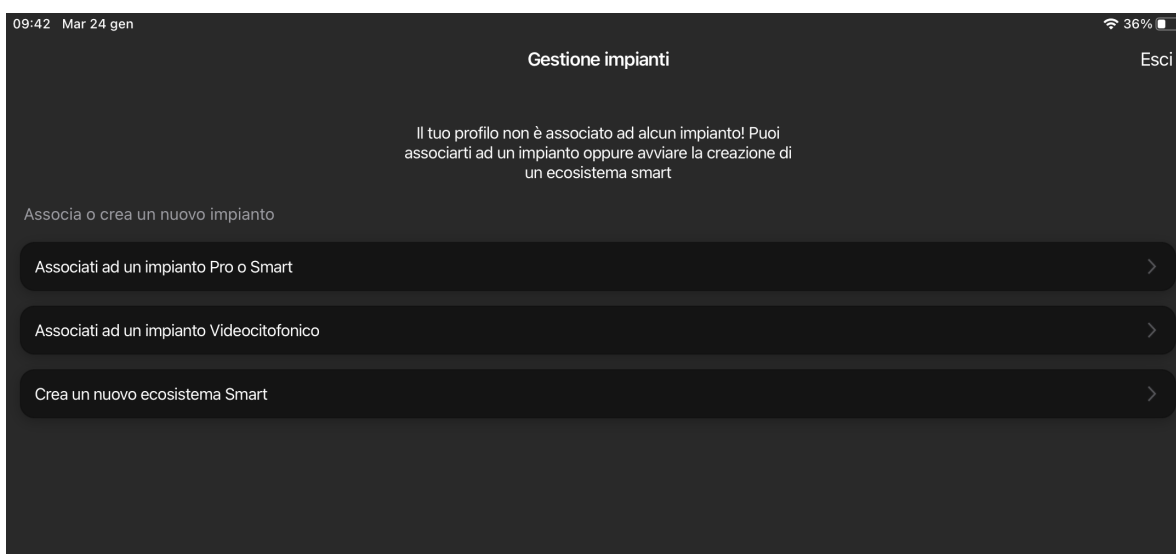 09:42 Mar 24 gen
36%
Gestione impianti
Esci
Il tuo profilo non è associato ad alcun impianto! Puoi
associarti ad un impianto oppure avviare la creazione di
un ecosistema smart
Associa o crea un nuovo impianto
Associati ad un impianto Pro o Smart
Associati ad un impianto Videocitofonico
Crea un nuovo ecosistema Smart